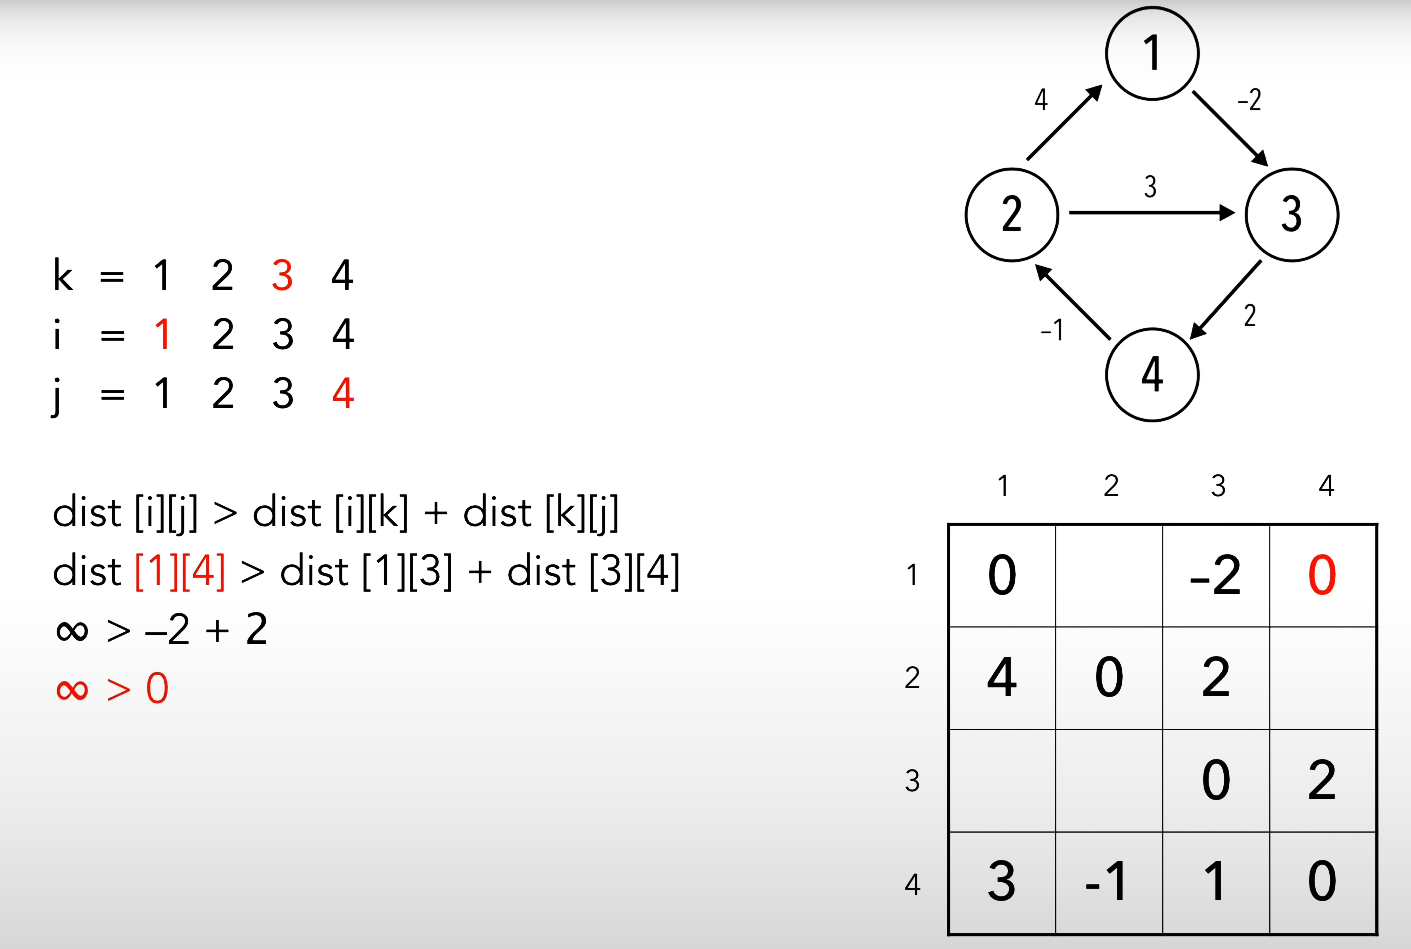 1
4
–2
3
2
3
–1
2
4
k = 1 2 3 4
i = 1 2 3 4
j = 1 2 3 4
dist [i][j] > dist [i][k] + dist [k][j]
dist [1][4] > dist [1][3] + dist [3][4]
∞ > –2 + 2
∞ > 0
1 2 3 4
1 0 -2 0
2 4 0 2
3 0 2
4 3 -1 1 0